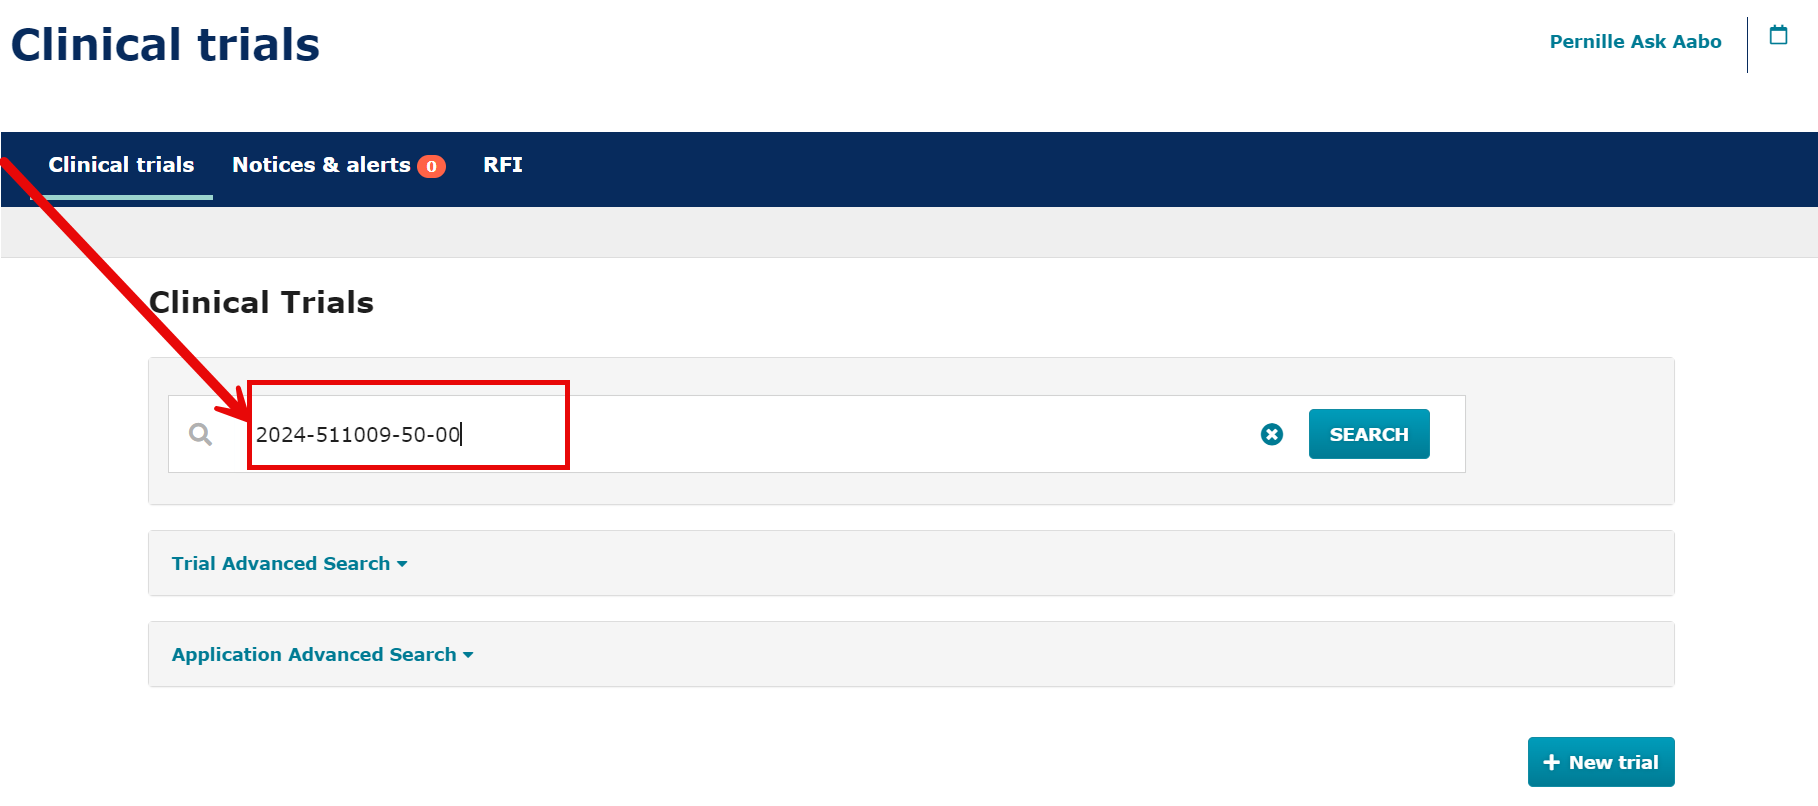 Clinical trials
Pernille Ask Aabo
Clinical trials Notices & alerts 0 RFI
Clinical Trials
2024-511009-50-00 SEARCH
Trial Advanced Search
Application Advanced Search
+ New trial